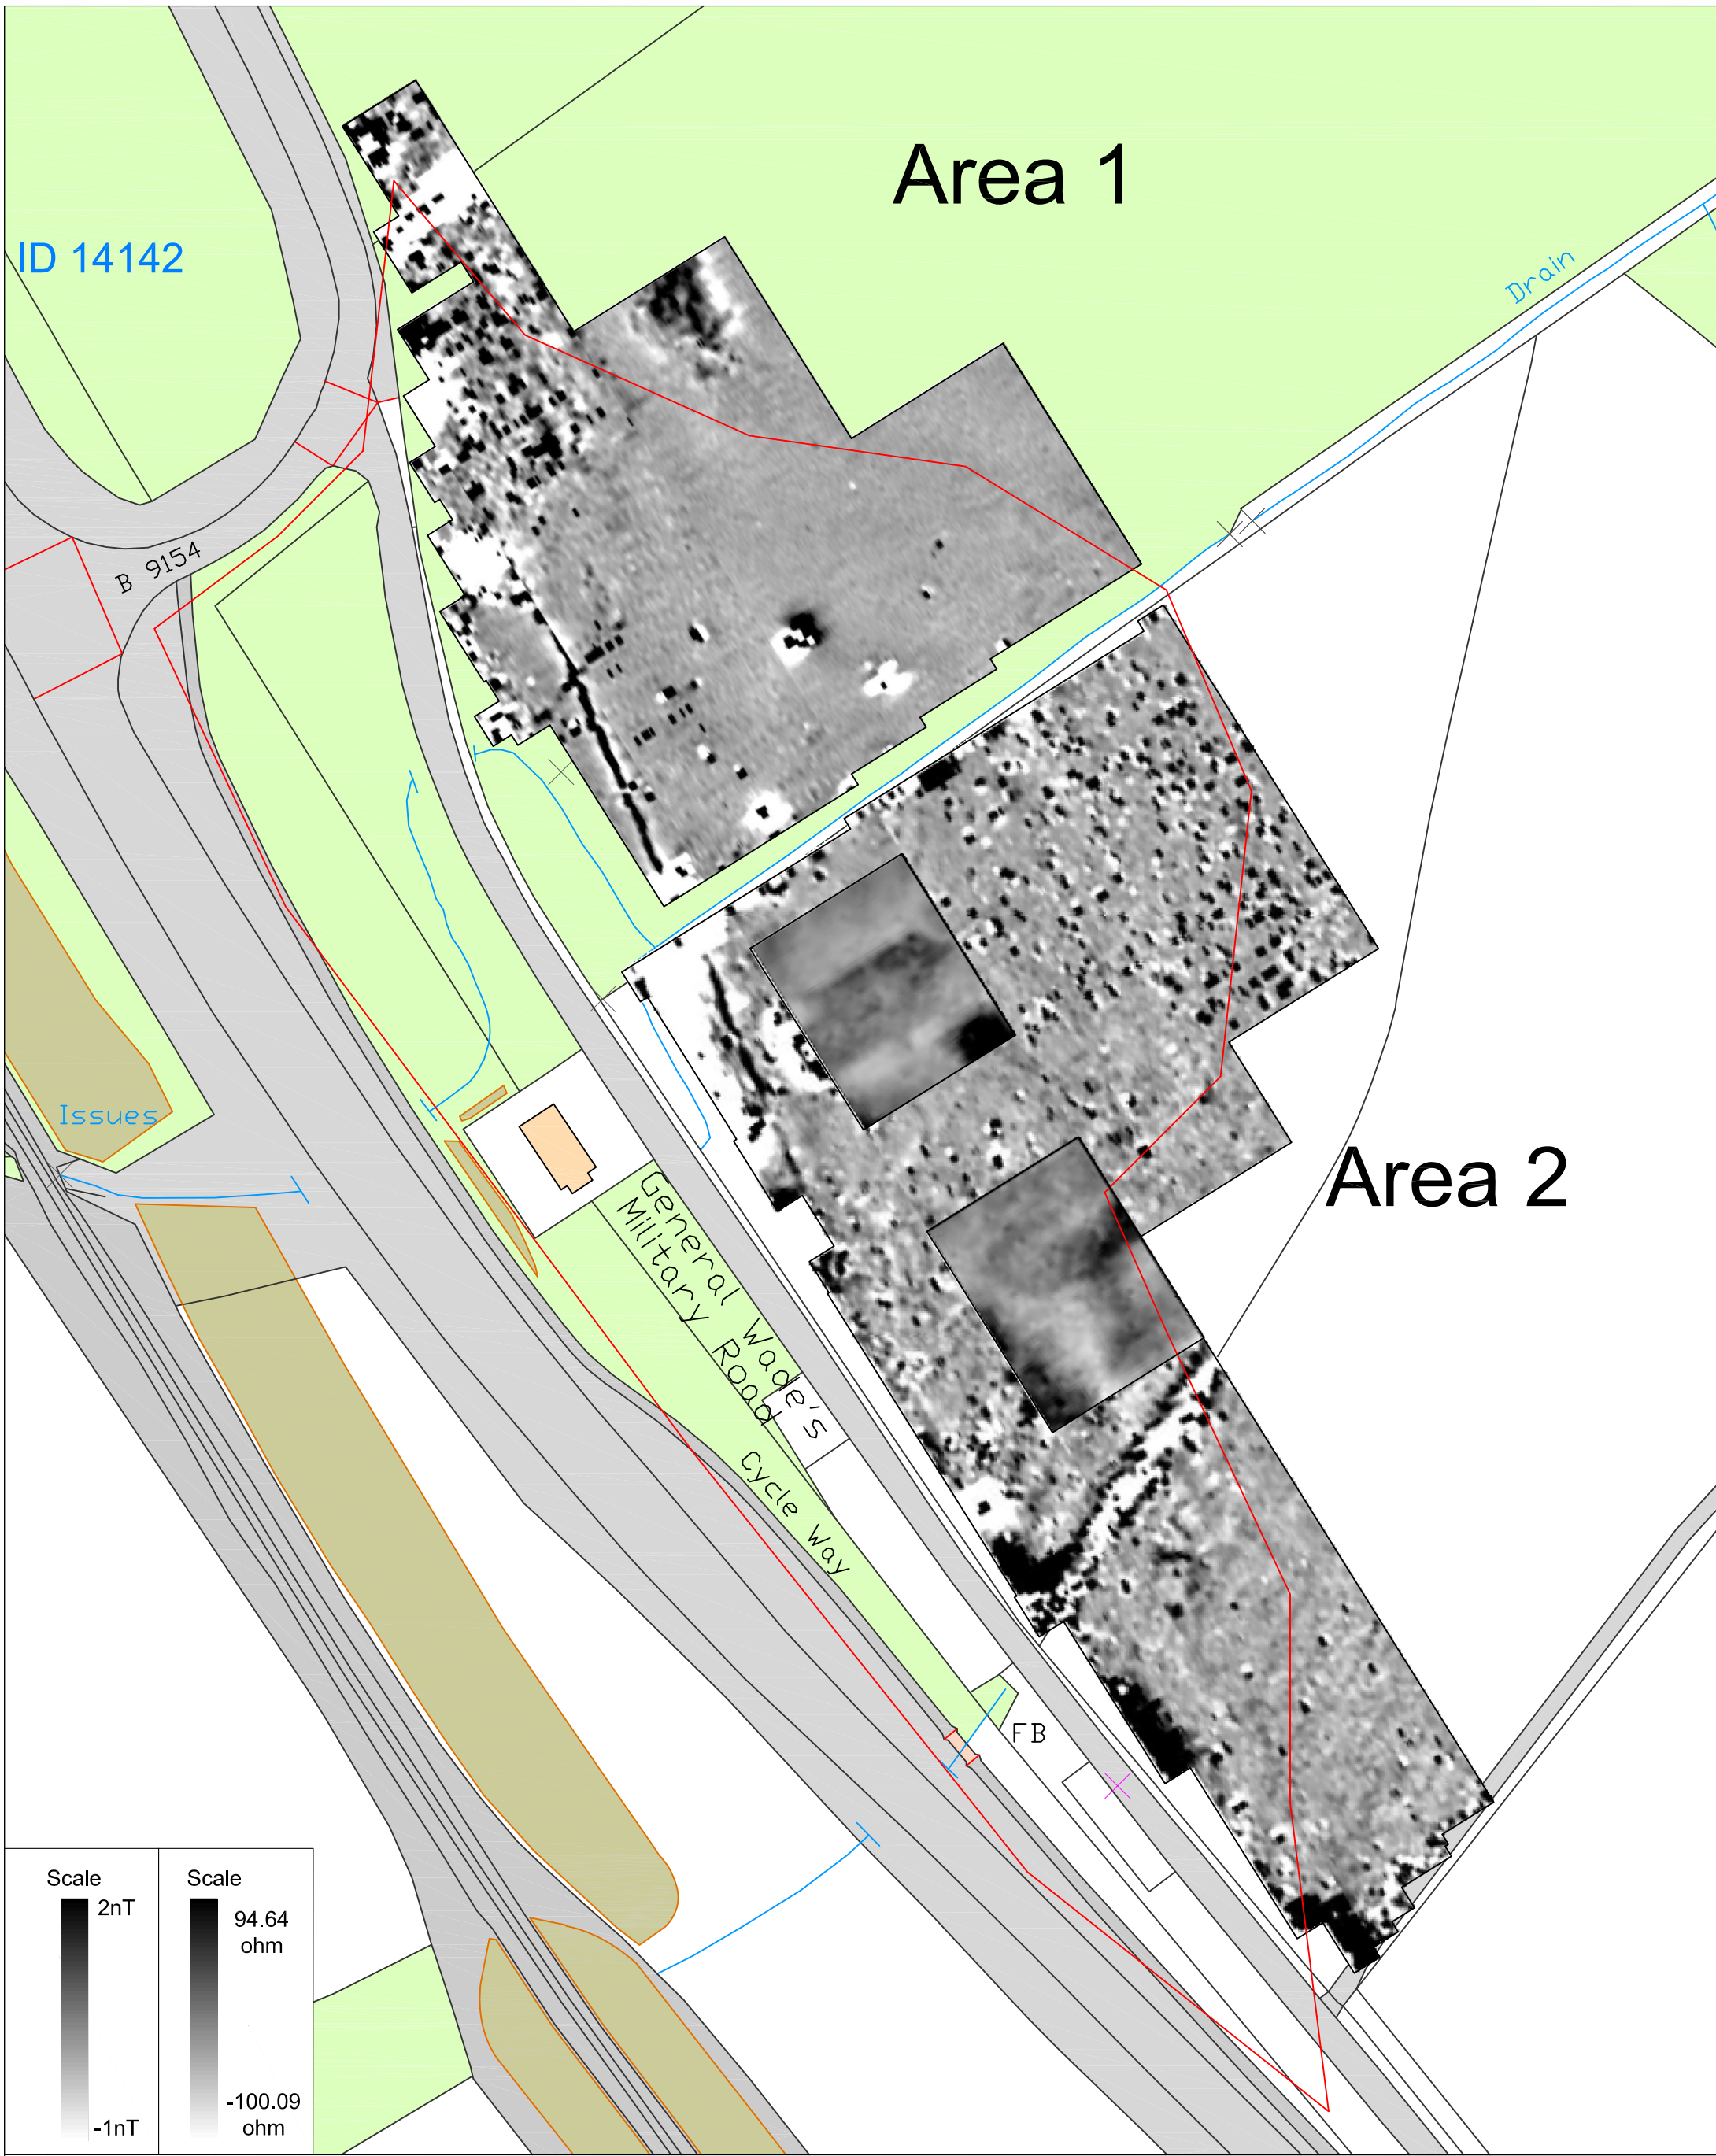 Area 1
ID 14142
Drain
B 9154
Issues
Area 2
General Wade's
Military Road
Cycle Way
FB
Scale
2nT
-1nT
Scale
94.64
ohm
-100.09
ohm